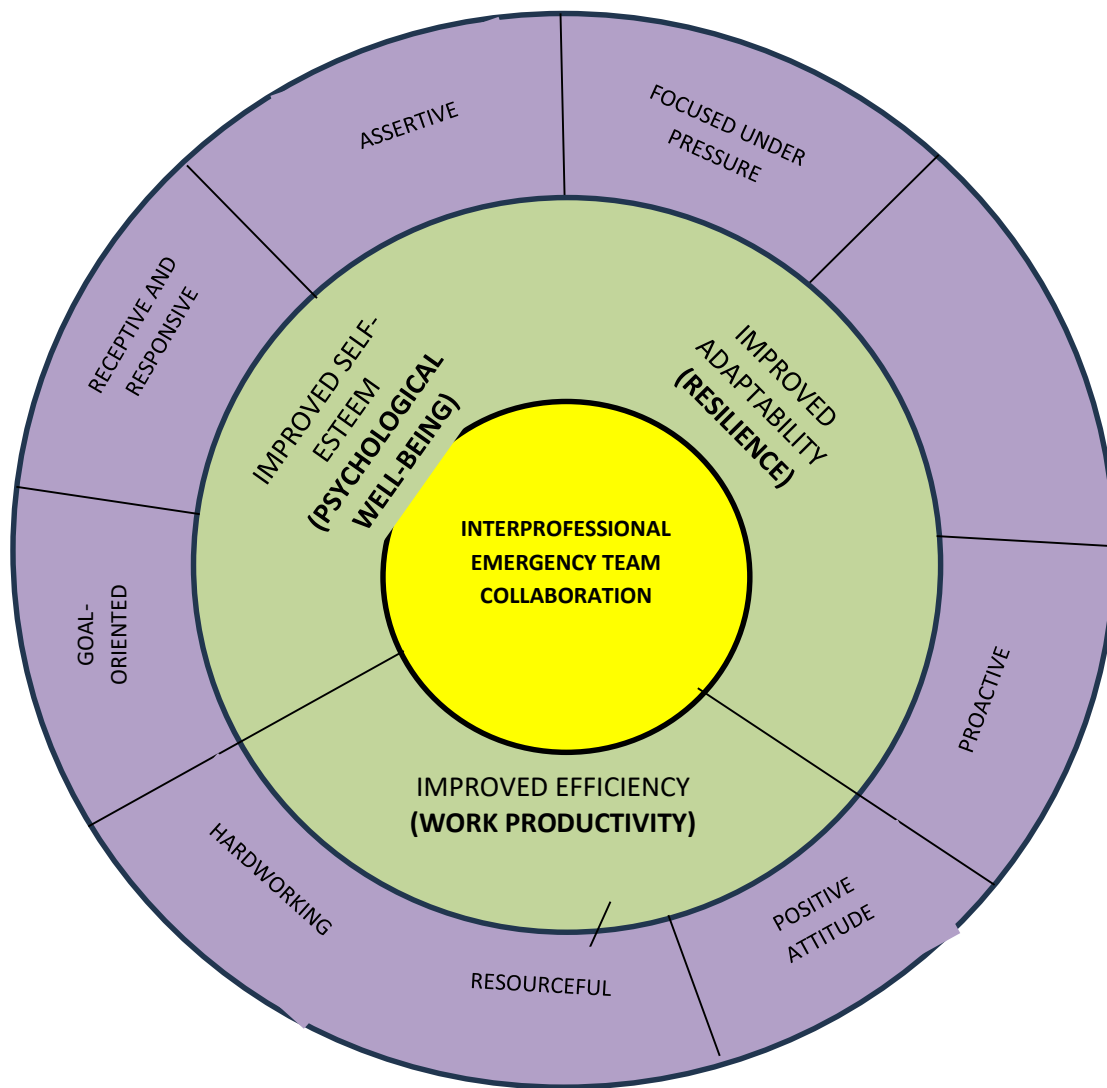 ASSERTIVE
FOCUSED UNDER
PRESSURE
RECEPTIVE AND
RESPONSIVE
IMPROVED SELF-
ESTEEM
(PSYCHOLOGICAL
WELL-BEING)
IMPROVED
ADAPTABILITY
(RESILIENCE)
INTERPROFESSIONAL
EMERGENCY TEAM
COLLABORATION
GOAL-
ORIENTED
PROACTIVE
IMPROVED EFFICIENCY
(WORK PRODUCTIVITY)
HARDWORKING
RESOURCEFUL
POSITIVE
ATTITUDE